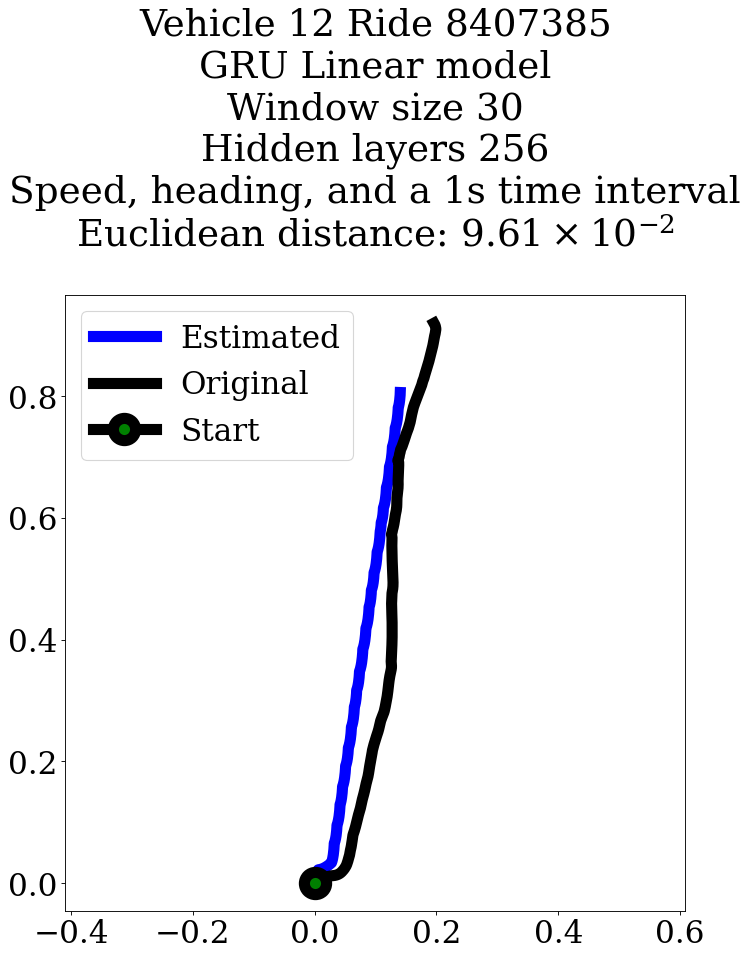 Vehicle 12 Ride 8407385
GRU Linear model
Window size 30
Hidden layers 256
Speed, heading, and a 1s time interval
Euclidean distance: 9.61 × 10⁻²
Estimated
Original
Start
0.8
0.6
0.4
0.2
0.0
−0.4 −0.2 0.0 0.2 0.4 0.6